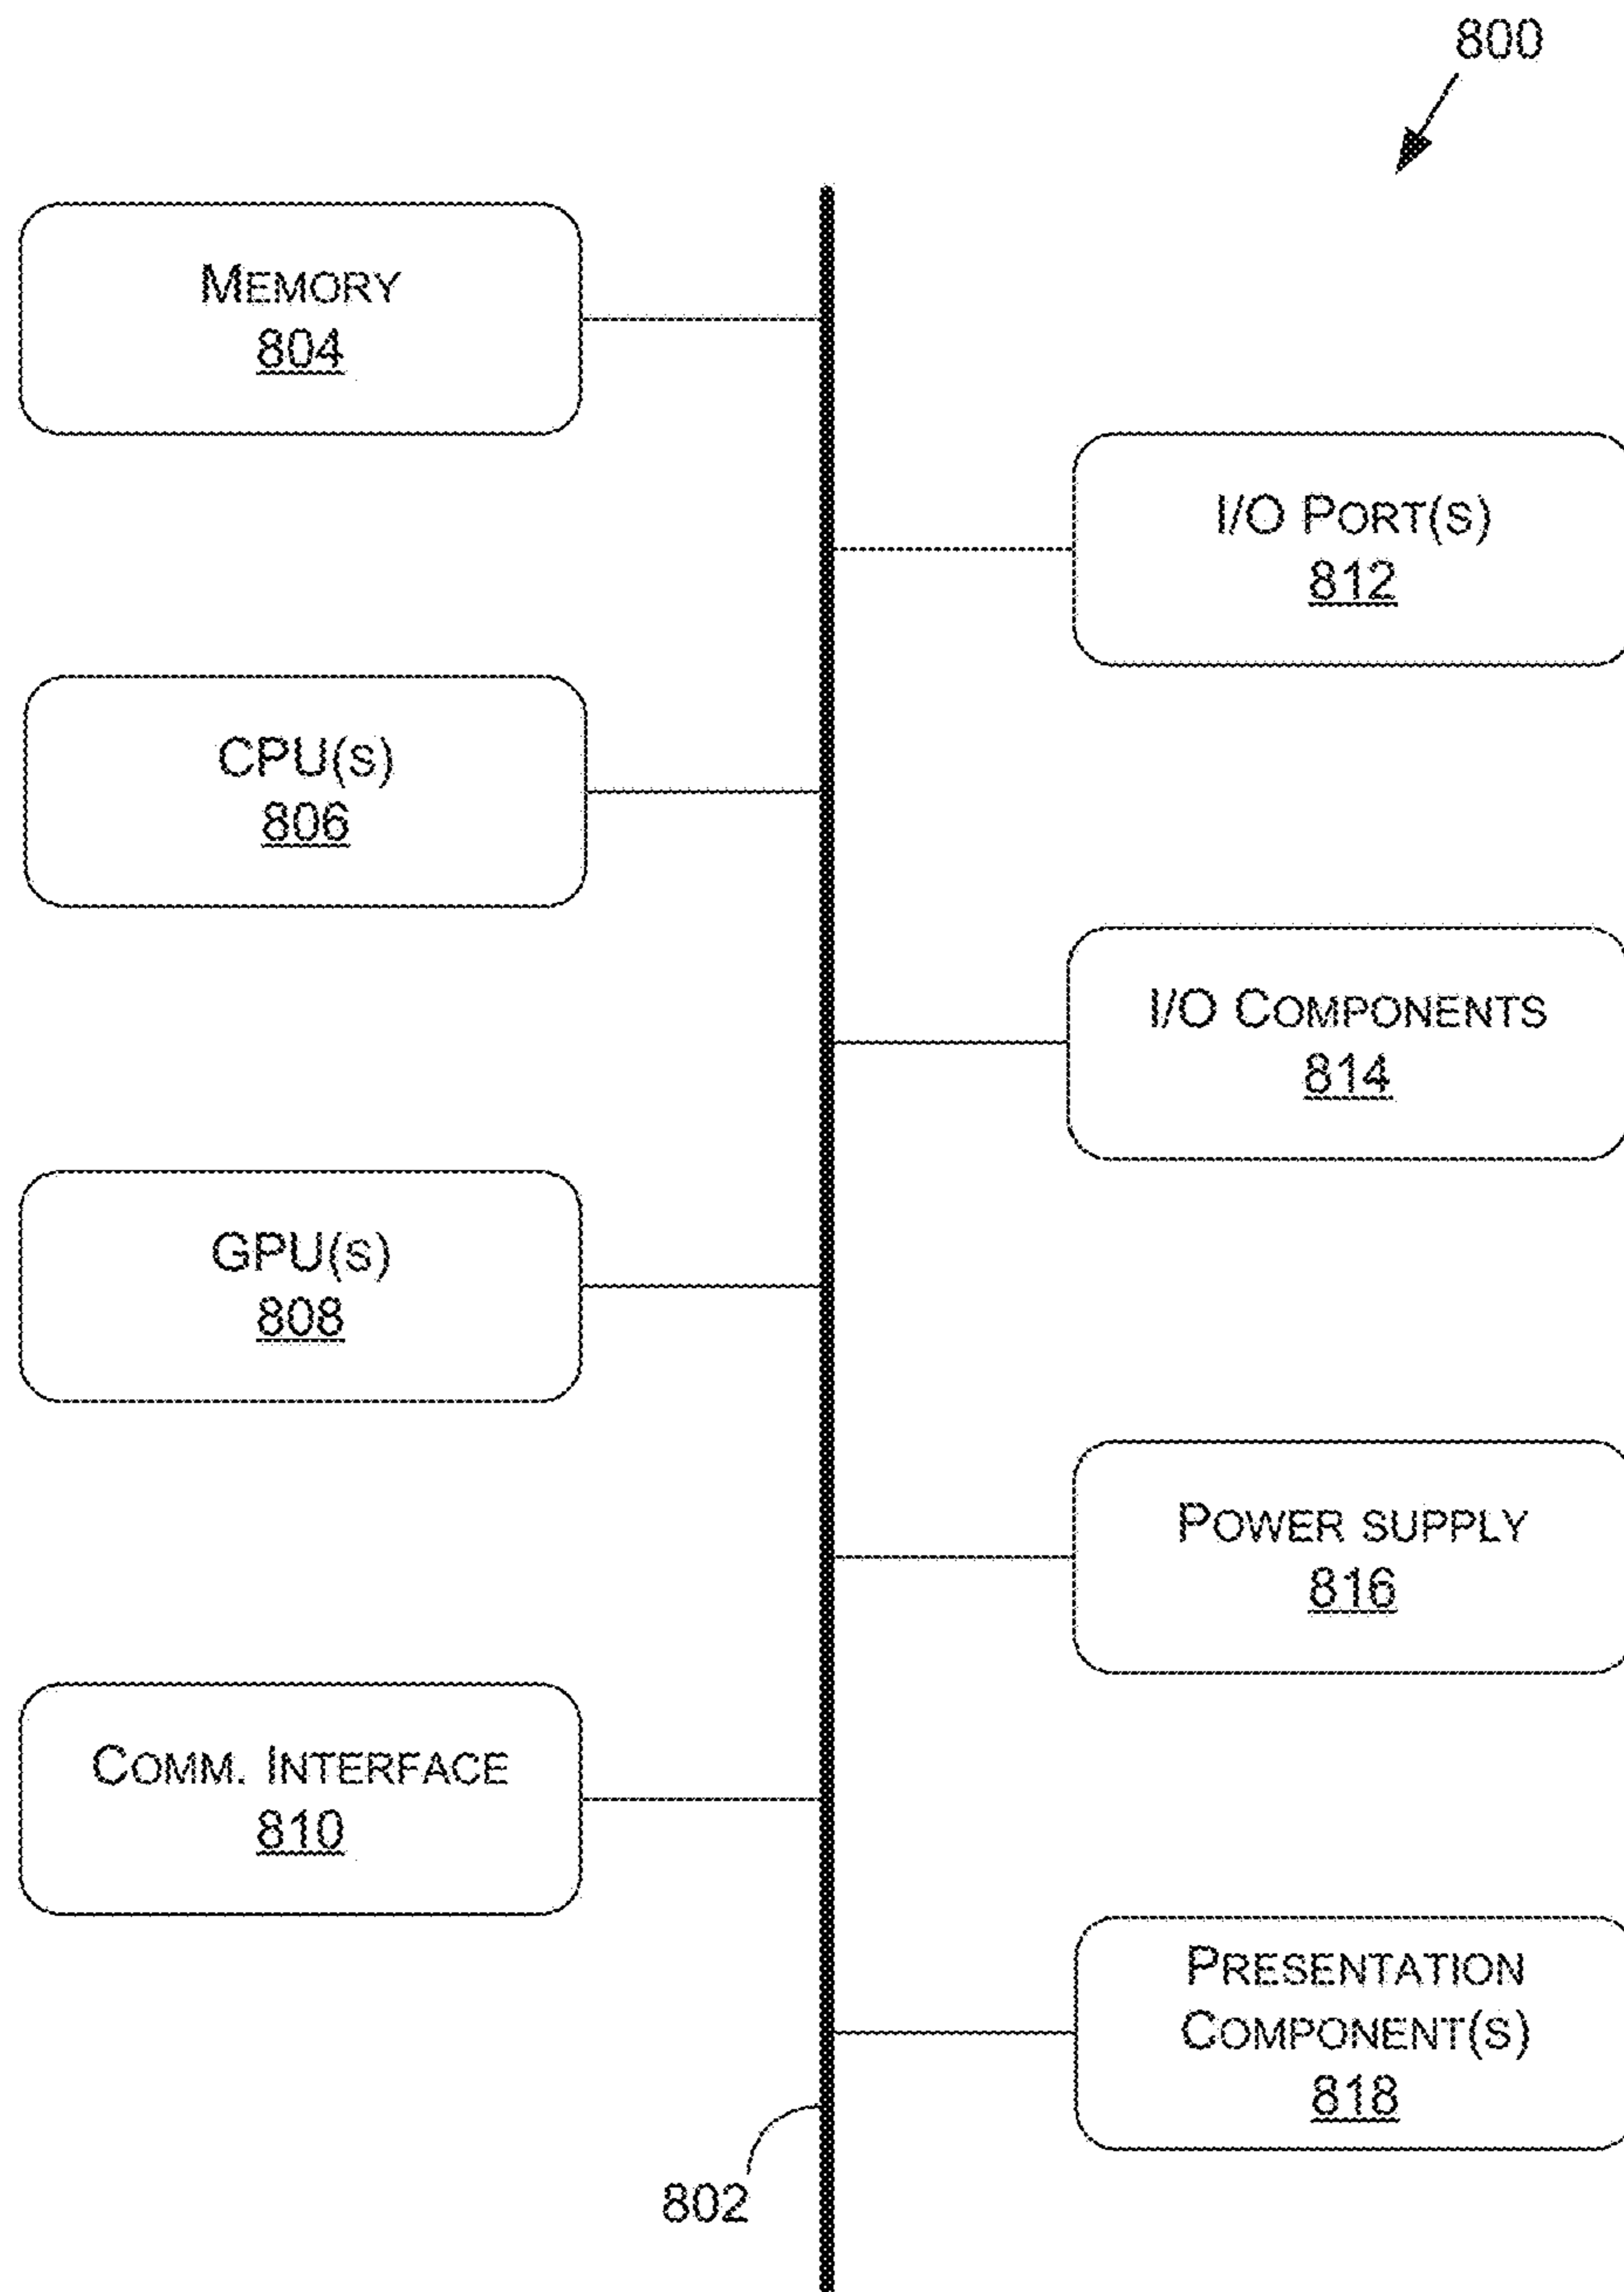 800
MEMORY
804
I/O PORT(S)
812
CPU(S)
806
I/O COMPONENTS
814
GPU(S)
808
POWER SUPPLY
816
COMM. INTERFACE
810
PRESENTATION
COMPONENT(S)
818
802